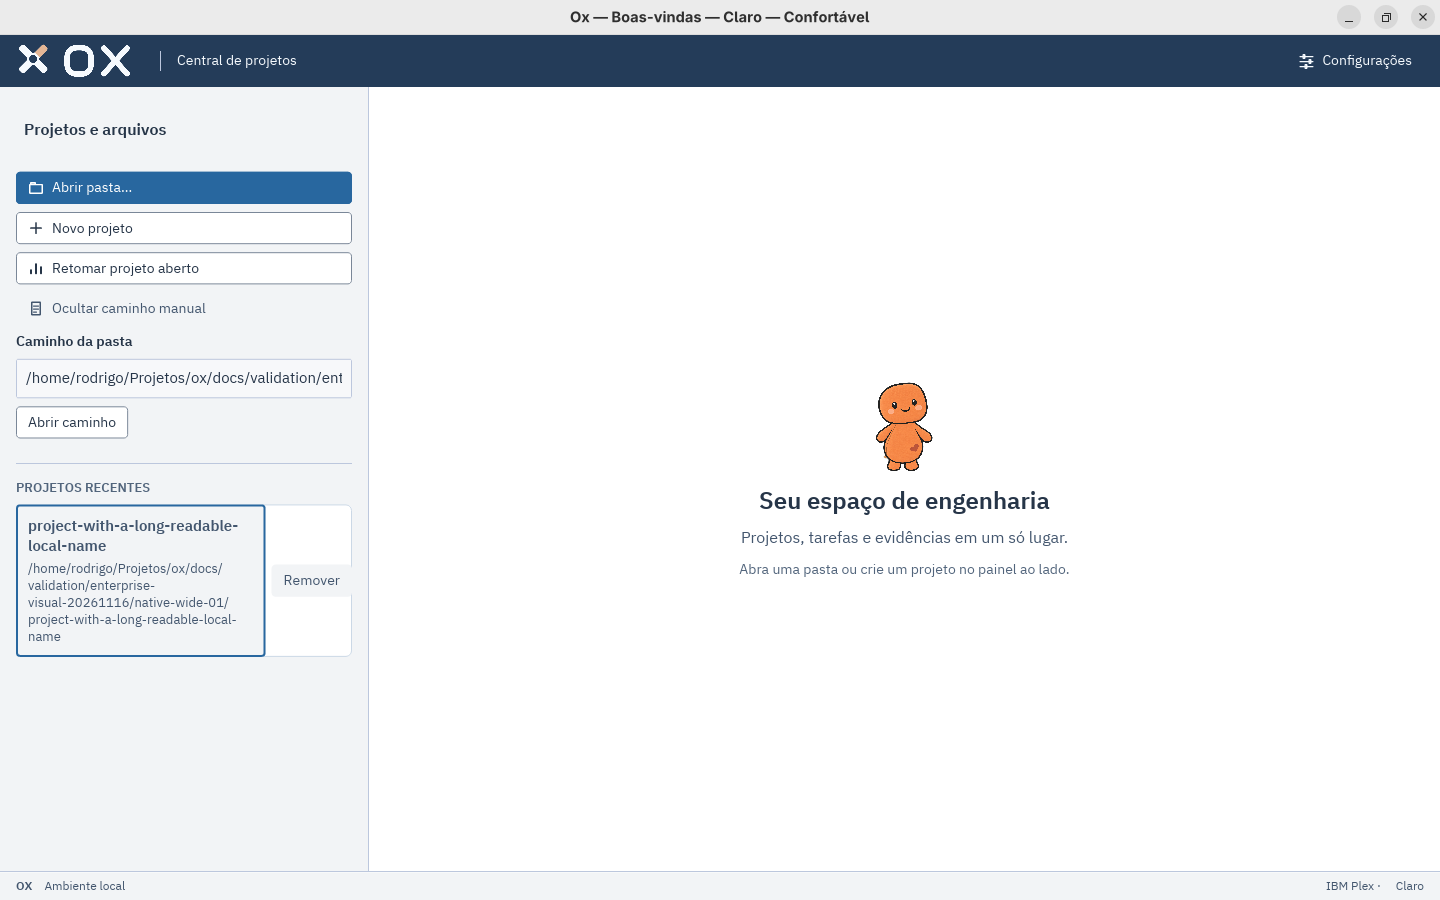 Ox — Boas-vindas — Claro — Confortável
OX
Central de projetos
Configurações
Projetos e arquivos
Abrir pasta...
Novo projeto
Retomar projeto aberto
Ocultar caminho manual
Caminho da pasta
/home/rodrigo/Projetos/ox/docs/validation/ent
Abrir caminho
PROJETOS RECENTES
project-with-a-long-readable-
local-name
/home/rodrigo/Projetos/ox/docs/
validation/enterprise-
visual-20261116/native-wide-01/
project-with-a-long-readable-local-
name
Remover
Seu espaço de engenharia
Projetos, tarefas e evidências em um só lugar.
Abra uma pasta ou crie um projeto no painel ao lado.
OX Ambiente local
IBM Plex · Claro